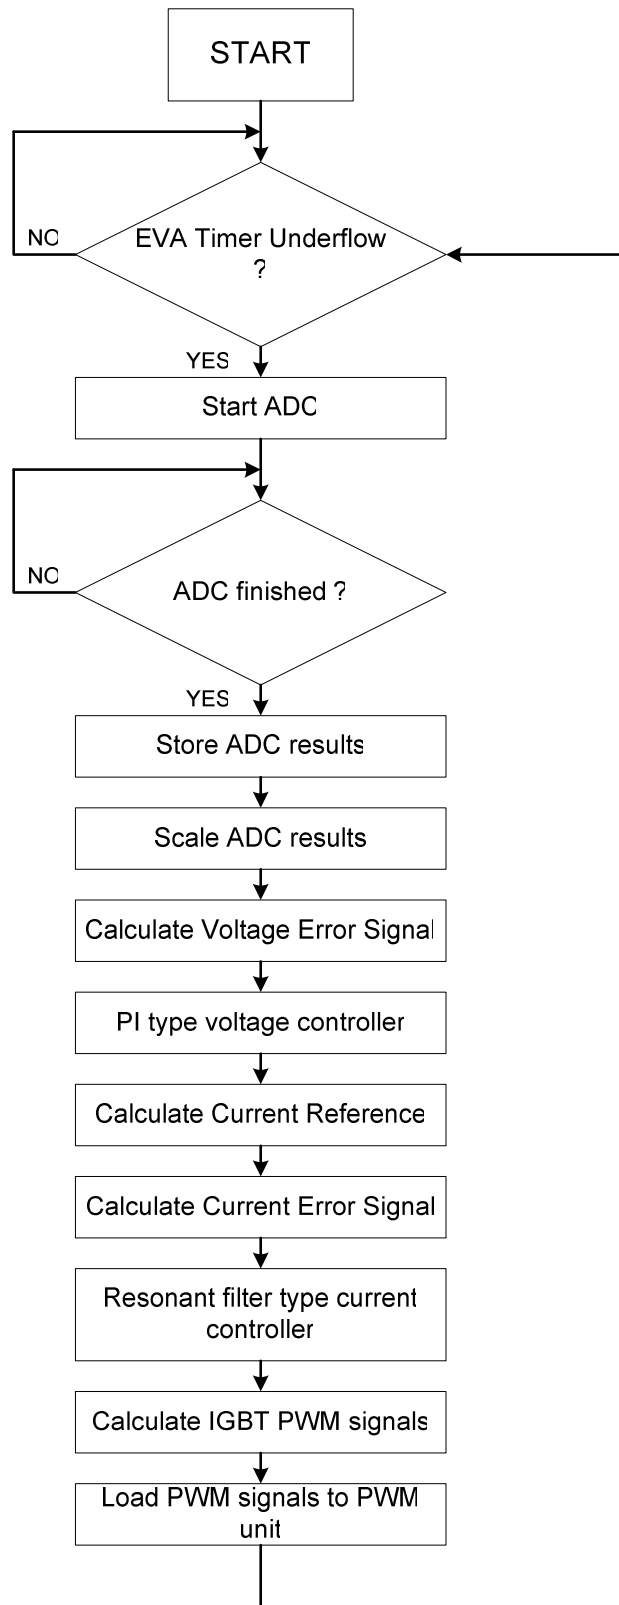 START
EVA Timer Underflow
?
NO
YES
Start ADC
ADC finished ?
NO
YES
Store ADC results
Scale ADC results
Calculate Voltage Error Signal
PI type voltage controller
Calculate Current Reference
Calculate Current Error Signal
Resonant filter type current
controller
Calculate IGBT PWM signals
Load PWM signals to PWM
unit